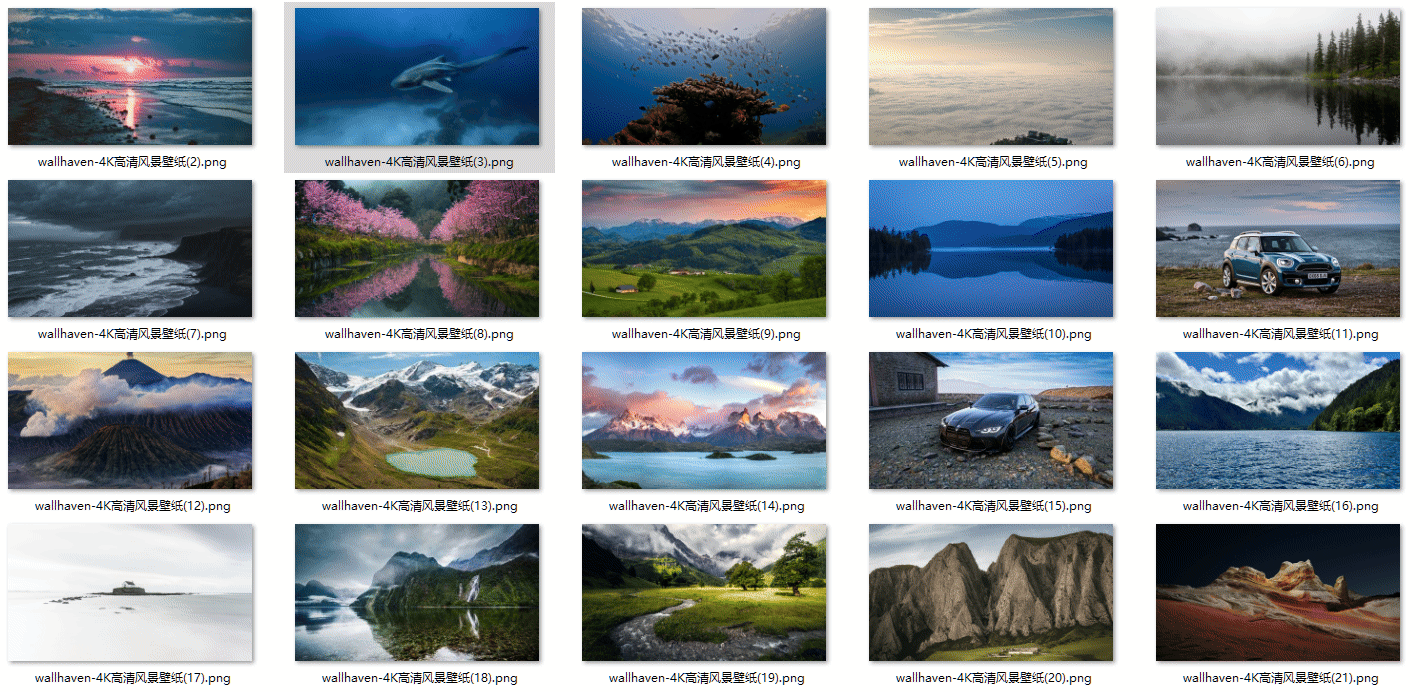 wallhaven-4K高清风景壁纸(2).png
wallhaven-4K高清风景壁纸(3).png
wallhaven-4K高清风景壁纸(4).png
wallhaven-4K高清风景壁纸(5).png
wallhaven-4K高清风景壁纸(6).png
wallhaven-4K高清风景壁纸(7).png
wallhaven-4K高清风景壁纸(8).png
wallhaven-4K高清风景壁纸(9).png
wallhaven-4K高清风景壁纸(10).png
wallhaven-4K高清风景壁纸(11).png
wallhaven-4K高清风景壁纸(12).png
wallhaven-4K高清风景壁纸(13).png
wallhaven-4K高清风景壁纸(14).png
wallhaven-4K高清风景壁纸(15).png
wallhaven-4K高清风景壁纸(16).png
wallhaven-4K高清风景壁纸(17).png
wallhaven-4K高清风景壁纸(18).png
wallhaven-4K高清风景壁纸(19).png
wallhaven-4K高清风景壁纸(20).png
wallhaven-4K高清风景壁纸(21).png